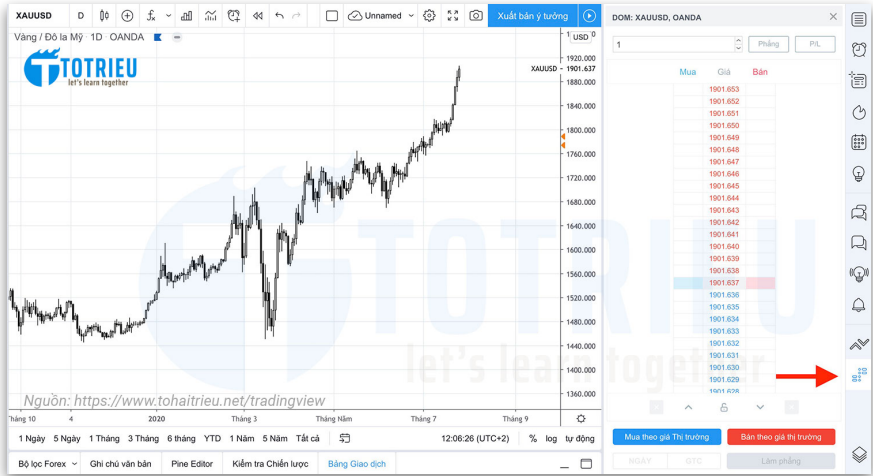 XAUUSD D Unnamed Xuất bản ý tưởng
Vàng / Đô la Mỹ · 1D OANDA
TOTRIEU
let's learn together
USD
1920.000
XAUUSD 1901.637
1880.000
1840.000
1800.000
1760.000
1720.000
1680.000
1640.000
1600.000
1560.000
1520.000
1480.000
1440.000
1400.000
1360.000
TOTRIEU
let's learn together
Nguồn: https://www.tohaitrieu.net/tradingview
Tháng 10 4 2020 Tháng 3 Tháng Năm Tháng 7 Tháng 9
1 Ngày 5 Ngày 1 Tháng 3 Tháng 6 tháng YTD 1 Năm 5 Năm Tất cả 12:06:26 (UTC+2) % log tự động
Bộ lọc Forex Ghi chú văn bản Pine Editor Kiểm tra Chiến lược Bảng Giao dịch
DOM: XAUUSD, OANDA
1 Phẳng P/L
Mua Giá Bán
1901.653
1901.652
1901.651
1901.650
1901.649
1901.648
1901.647
1901.646
1901.645
1901.644
1901.643
1901.642
1901.641
1901.640
1901.639
1901.638
1901.637
1901.636
1901.635
1901.634
1901.633
1901.632
1901.631
1901.630
1901.629
1901.628
Mua theo giá Thị trường Bán theo giá thị trường
NGÀY GTC Làm phẳng